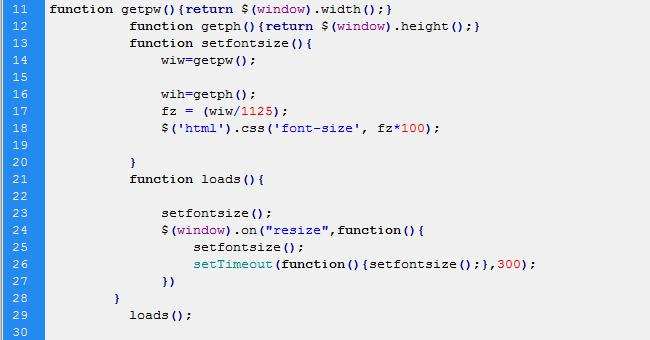 11 function getpw(){return $(window).width();}
12 function getph(){return $(window).height();}
13 function setfontsize(){
14 wiw=getpw();
15
16 wih=getph();
17 fz = (wiw/1125);
18 $('html').css('font-size', fz*100);
19
20 }
21 function loads(){
22
23 setfontsize();
24 $(window).on("resize",function(){
25 setfontsize();
26 setTimeout(function(){setfontsize();},300);
27 })
28 }
29 loads();
30